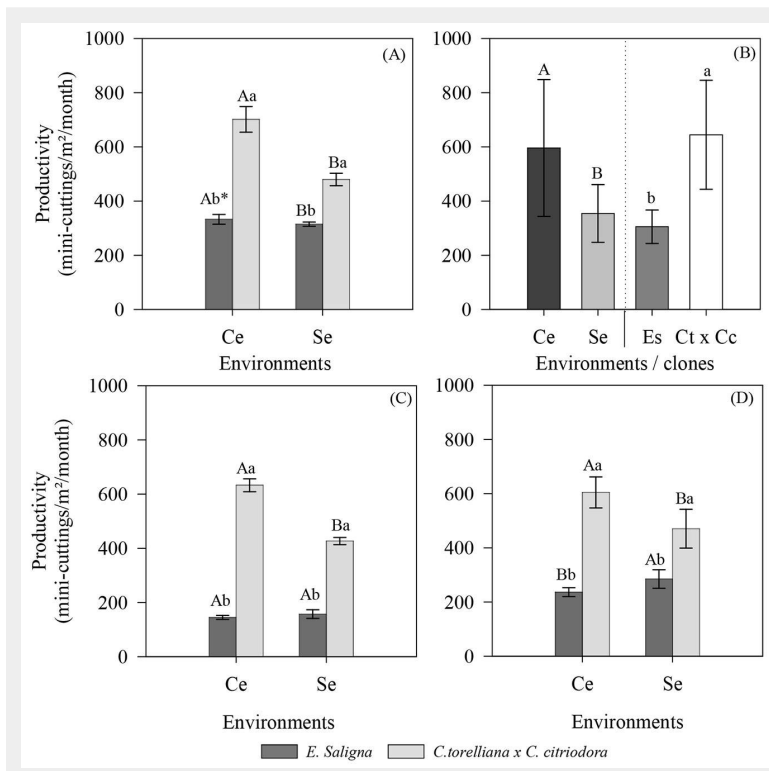 1000
800
600
400
200
0
Productivity
(mini-cuttings/m²/month)
(A)
Ab*
Aa
Bb
Ba
Ce Se
Environments
1000
800
600
400
200
0
(B)
A
B
b
a
Ce Se Es Ct x Cc
Environments / clones
1000
800
600
400
200
0
Productivity
(mini-cuttings/m²/month)
(C)
Ab
Aa
Ab
Ba
Ce Se
Environments
1000
800
600
400
200
0
(D)
Bb
Aa
Ab
Ba
Ce Se
Environments
E. Saligna C.torelliana x C. citriodora